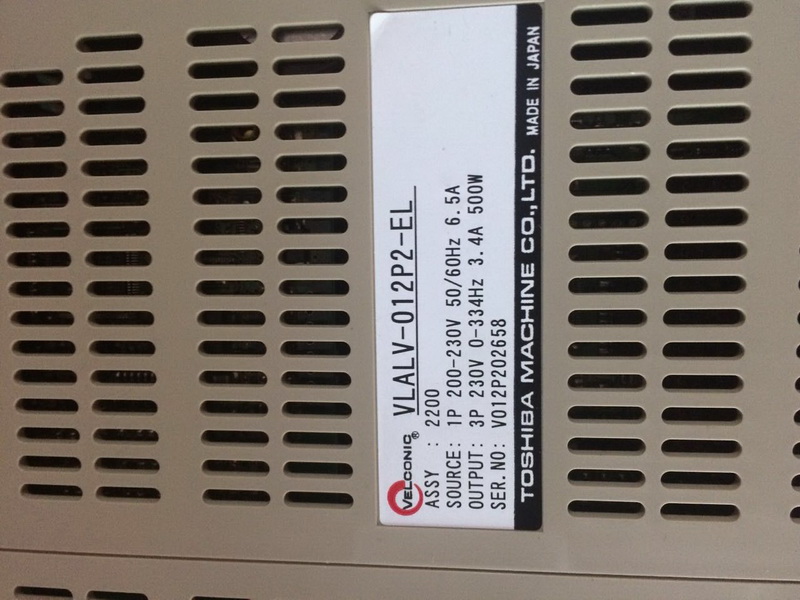 VELCONIC® VLALV-012P2-EL
ASSY : 2200
SOURCE: 1P 200-230V 50/60Hz 6.5A
OUTPUT: 3P 230V 0-334Hz 3.4A 500W
SER.NO: V012P202658
TOSHIBA MACHINE CO.,LTD. MADE IN JAPAN